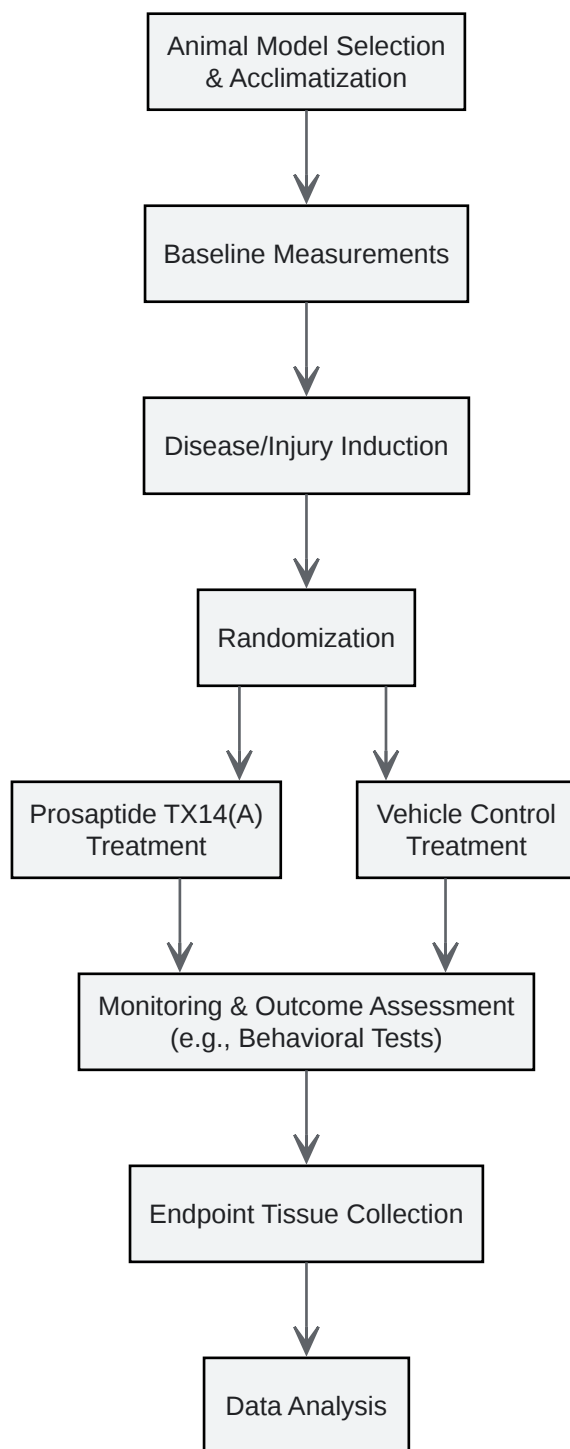 Animal Model Selection
& Acclimatization
Baseline Measurements
Disease/Injury Induction
Randomization
Prosaptide TX14(A)
Treatment
Vehicle Control
Treatment
Monitoring & Outcome Assessment
(e.g., Behavioral Tests)
Endpoint Tissue Collection
Data Analysis